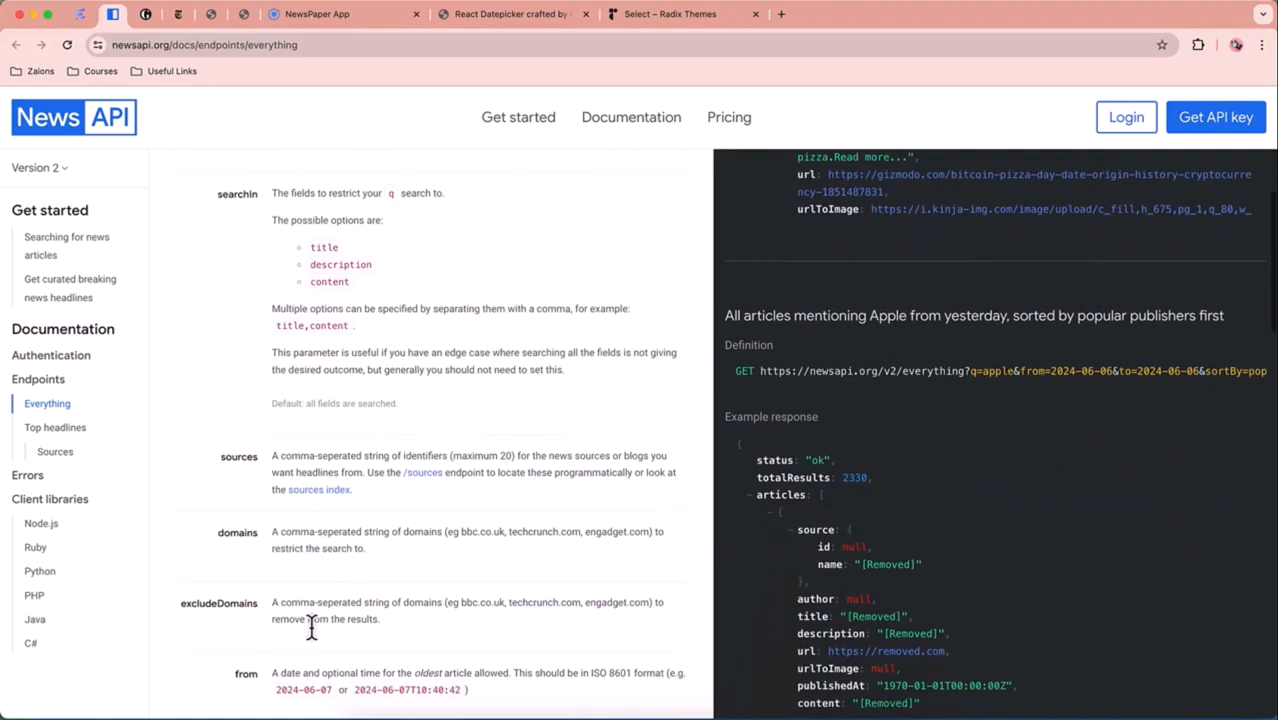 NewsPaper App
React Datepicker crafted by
Select – Radix Themes
newsapi.org/docs/endpoints/everything
Zaions
Courses
Useful Links
News API
Get started
Documentation
Pricing
Login
Get API key
Version 2
Get started
Searching for news
articles
Get curated breaking
news headlines
Documentation
Authentication
Endpoints
Everything
Top headlines
Sources
Errors
Client libraries
Node.js
Ruby
Python
PHP
Java
C#
searchIn
The fields to restrict your q search to.
The possible options are:
title
description
content
Multiple options can be specified by separating them with a comma, for example:
title,content .
This parameter is useful if you have an edge case where searching all the fields is not giving
the desired outcome, but generally you should not need to set this.
Default: all fields are searched.
sources
A comma-seperated string of identifiers (maximum 20) for the news sources or blogs you
want headlines from. Use the /sources endpoint to locate these programmatically or look at
the sources index.
domains
A comma-seperated string of domains (eg bbc.co.uk, techcrunch.com, engadget.com) to
restrict the search to.
excludeDomains
A comma-seperated string of domains (eg bbc.co.uk, techcrunch.com, engadget.com) to
remove from the results.
from
A date and optional time for the oldest article allowed. This should be in ISO 8601 format (e.g.
2024-06-07 or 2024-06-07T10:40:42 )
pizza.Read more...",
url: https://gizmodo.com/bitcoin-pizza-day-date-origin-history-cryptocurre
ncy-1851487831,
urlToImage: https://i.kinja-img.com/image/upload/c_fill,h_675,pg_1,q_80,w_
All articles mentioning Apple from yesterday, sorted by popular publishers first
Definition
GET https://newsapi.org/v2/everything?q=apple&from=2024-06-06&to=2024-06-06&sortBy=pop
Example response
{
status: "ok",
totalResults: 2330,
– articles: [
– {
– source: {
id: null,
name: "[Removed]"
},
author: null,
title: "[Removed]",
description: "[Removed]",
url: https://removed.com,
urlToImage: null,
publishedAt: "1970-01-01T00:00:00Z",
content: "[Removed]"